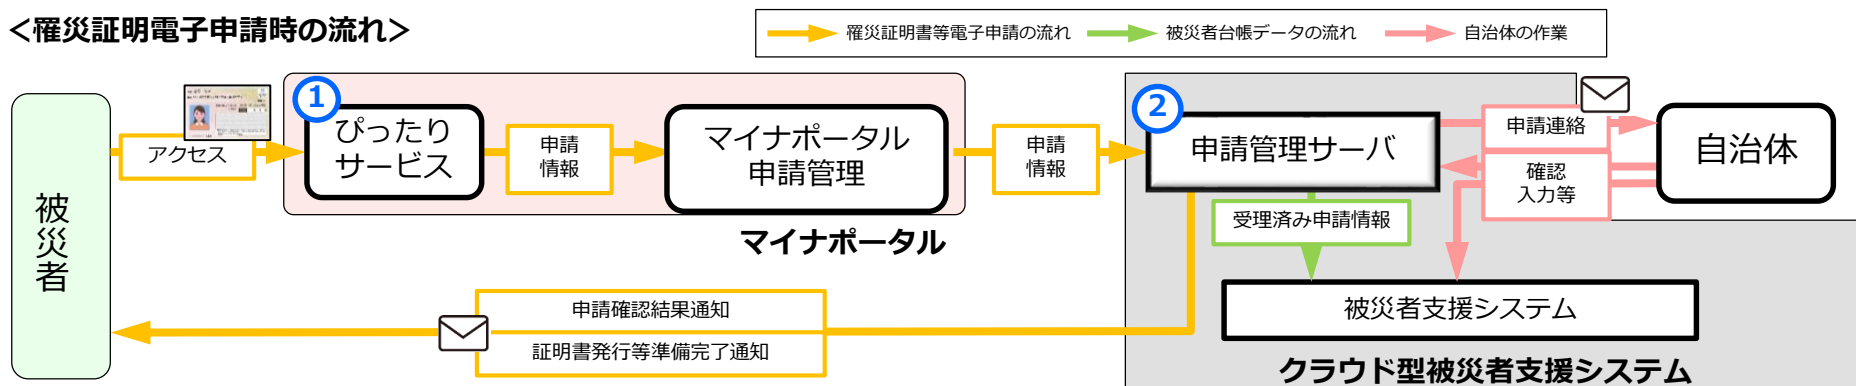 ＜罹災証明電子申請時の流れ＞
罹災証明書等電子申請の流れ
被災者台帳データの流れ
自治体の作業
被災者
アクセス
1
ぴったり
サービス
申請
情報
マイナポータル
申請管理
マイナポータル
申請
情報
2
申請管理サーバ
申請連絡
確認
入力等
自治体
受理済み申請情報
被災者支援システム
クラウド型被災者支援システム
申請確認結果通知
証明書発行等準備完了通知